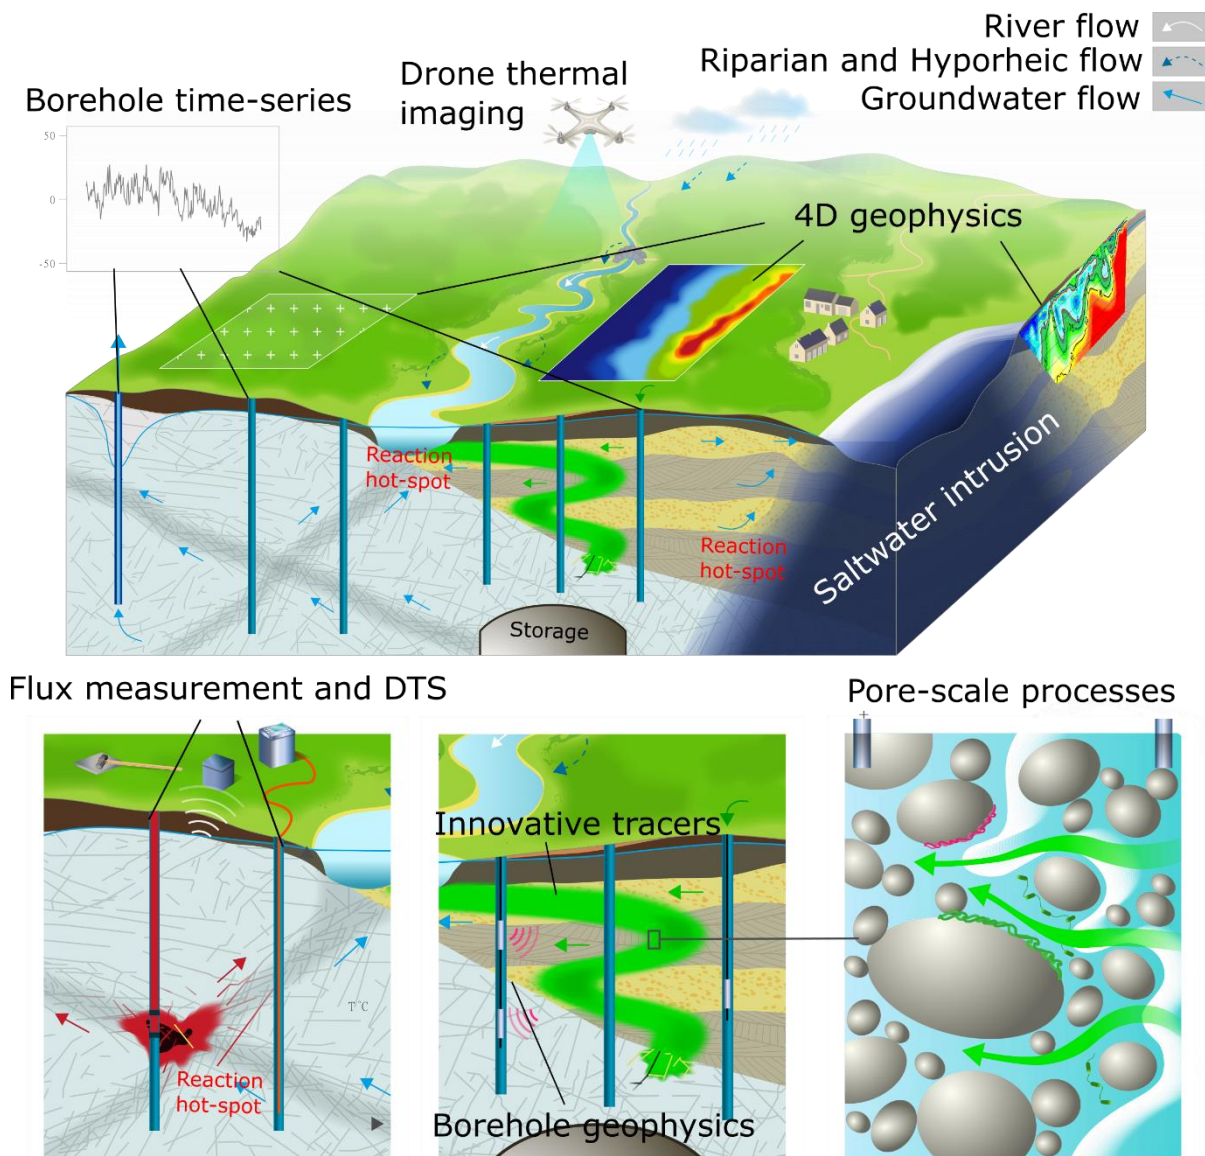 River flow
Riparian and Hyporheic flow
Groundwater flow
Drone thermal
imaging
Borehole time-series
50
0
-50
4D geophysics
Reaction
hot-spot
Reaction
hot-spot
Saltwater intrusion
Storage
Flux measurement and DTS
Pore-scale processes
Innovative tracers
T°C
Reaction
hot-spot
Borehole geophysics